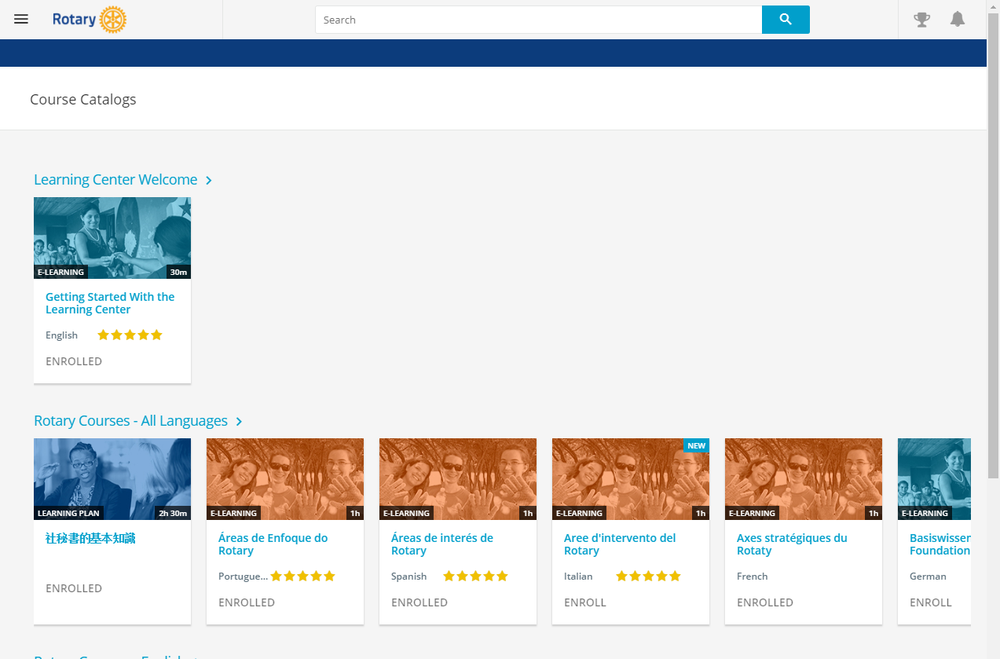 Rotary
Search
Course Catalogs
Learning Center Welcome
E-LEARNING
30m
Getting Started With the
Learning Center
English
ENROLLED
Rotary Courses - All Languages
LEARNING PLAN
2h 30m
社秘書的基本知識
ENROLLED
E-LEARNING
1h
Áreas de Enfoque do
Rotary
Portugue...
ENROLLED
E-LEARNING
1h
Áreas de interés de
Rotary
Spanish
ENROLLED
NEW
E-LEARNING
1h
Aree d'intervento del
Rotary
Italian
ENROLL
E-LEARNING
1h
Axes stratégiques du
Rotaty
French
ENROLLED
E-LEARNING
Basiswissen
Foundation
German
ENROLL